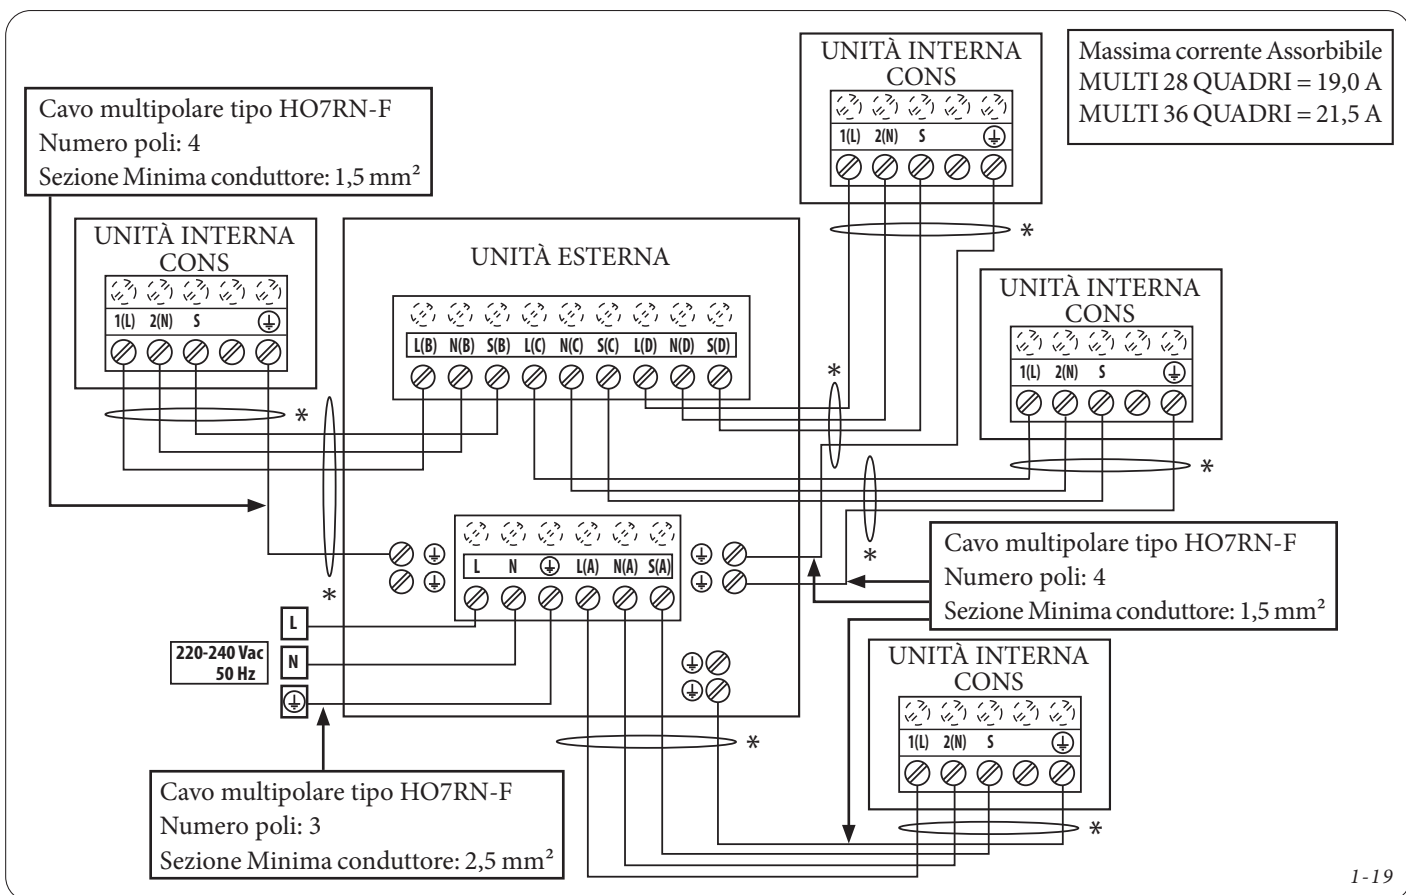 UNITÀ INTERNA
CONS
1(L) 2(N) S
*
Massima corrente Assorbibile
MULTI 28 QUADRI = 19,0 A
MULTI 36 QUADRI = 21,5 A
Cavo multipolare tipo HO7RN-F
Numero poli: 4
Sezione Minima conduttore: 1,5 mm²
UNITÀ INTERNA
CONS
1(L) 2(N) S
*
UNITÀ ESTERNA
L(B) N(B) S(B) L(C) N(C) S(C) L(D) N(D) S(D)
*
UNITÀ INTERNA
CONS
1(L) 2(N) S
*
*
*
L N L(A) N(A) S(A)
Cavo multipolare tipo HO7RN-F
Numero poli: 4
Sezione Minima conduttore: 1,5 mm²
220-240 Vac
50 Hz
L
N
*
UNITÀ INTERNA
CONS
1(L) 2(N) S
*
Cavo multipolare tipo HO7RN-F
Numero poli: 3
Sezione Minima conduttore: 2,5 mm²
1-19